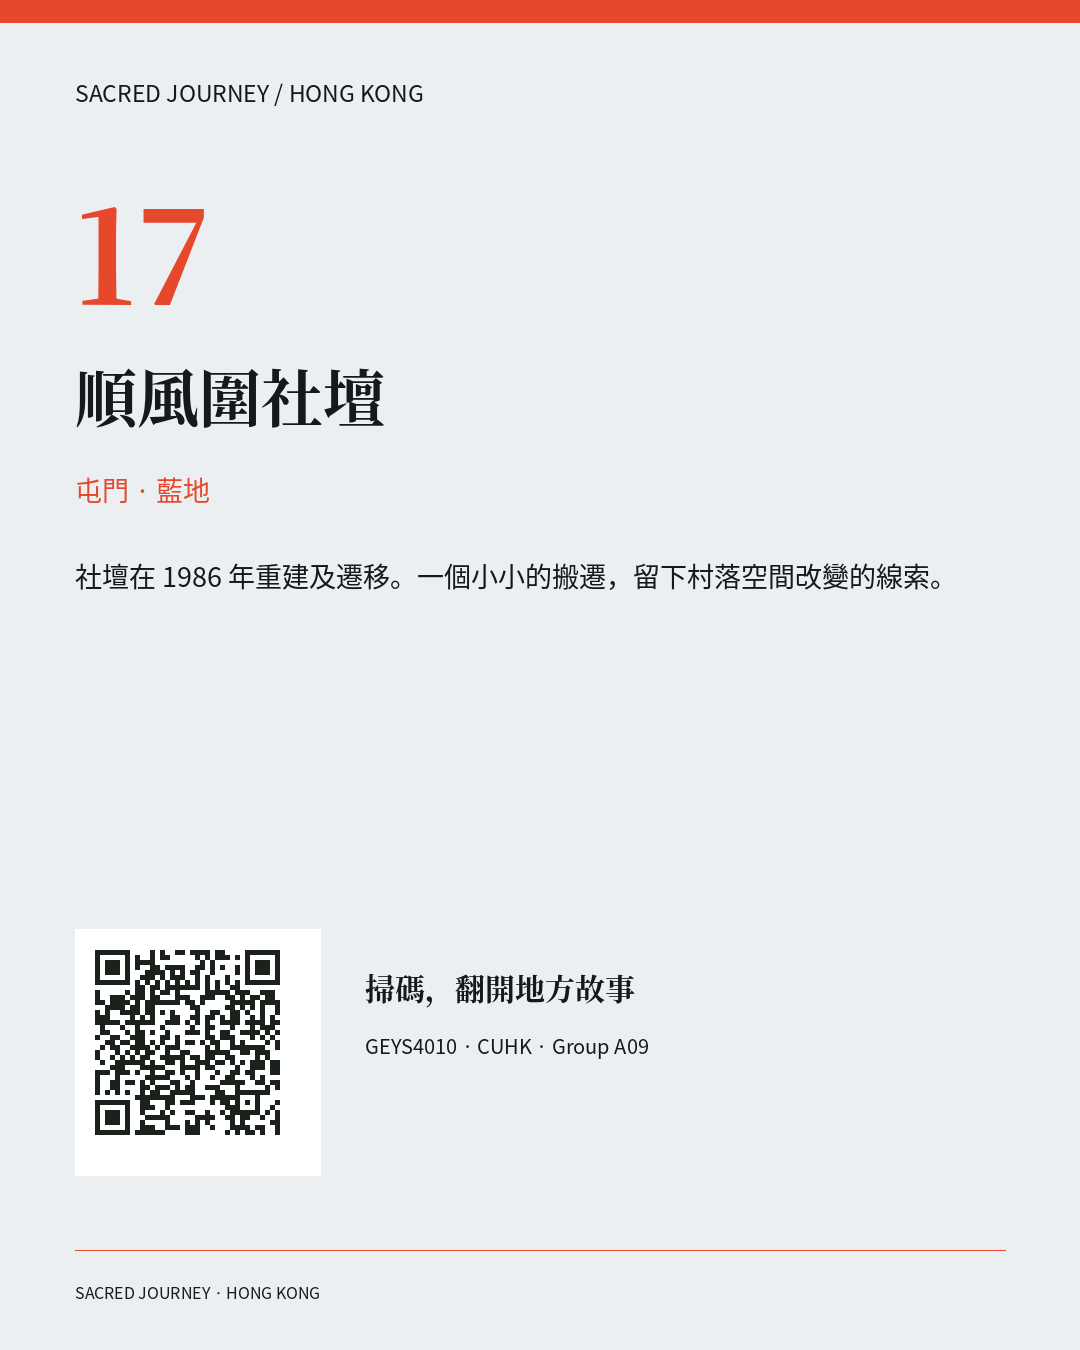 SACRED JOURNEY / HONG KONG
17
順風圍社壇
屯門 · 藍地
社壇在 1986 年重建及遷移。一個小小的搬遷，留下村落空間改變的線索。
掃碼，翻開地方故事
GEYS4010 · CUHK · Group A09
SACRED JOURNEY · HONG KONG